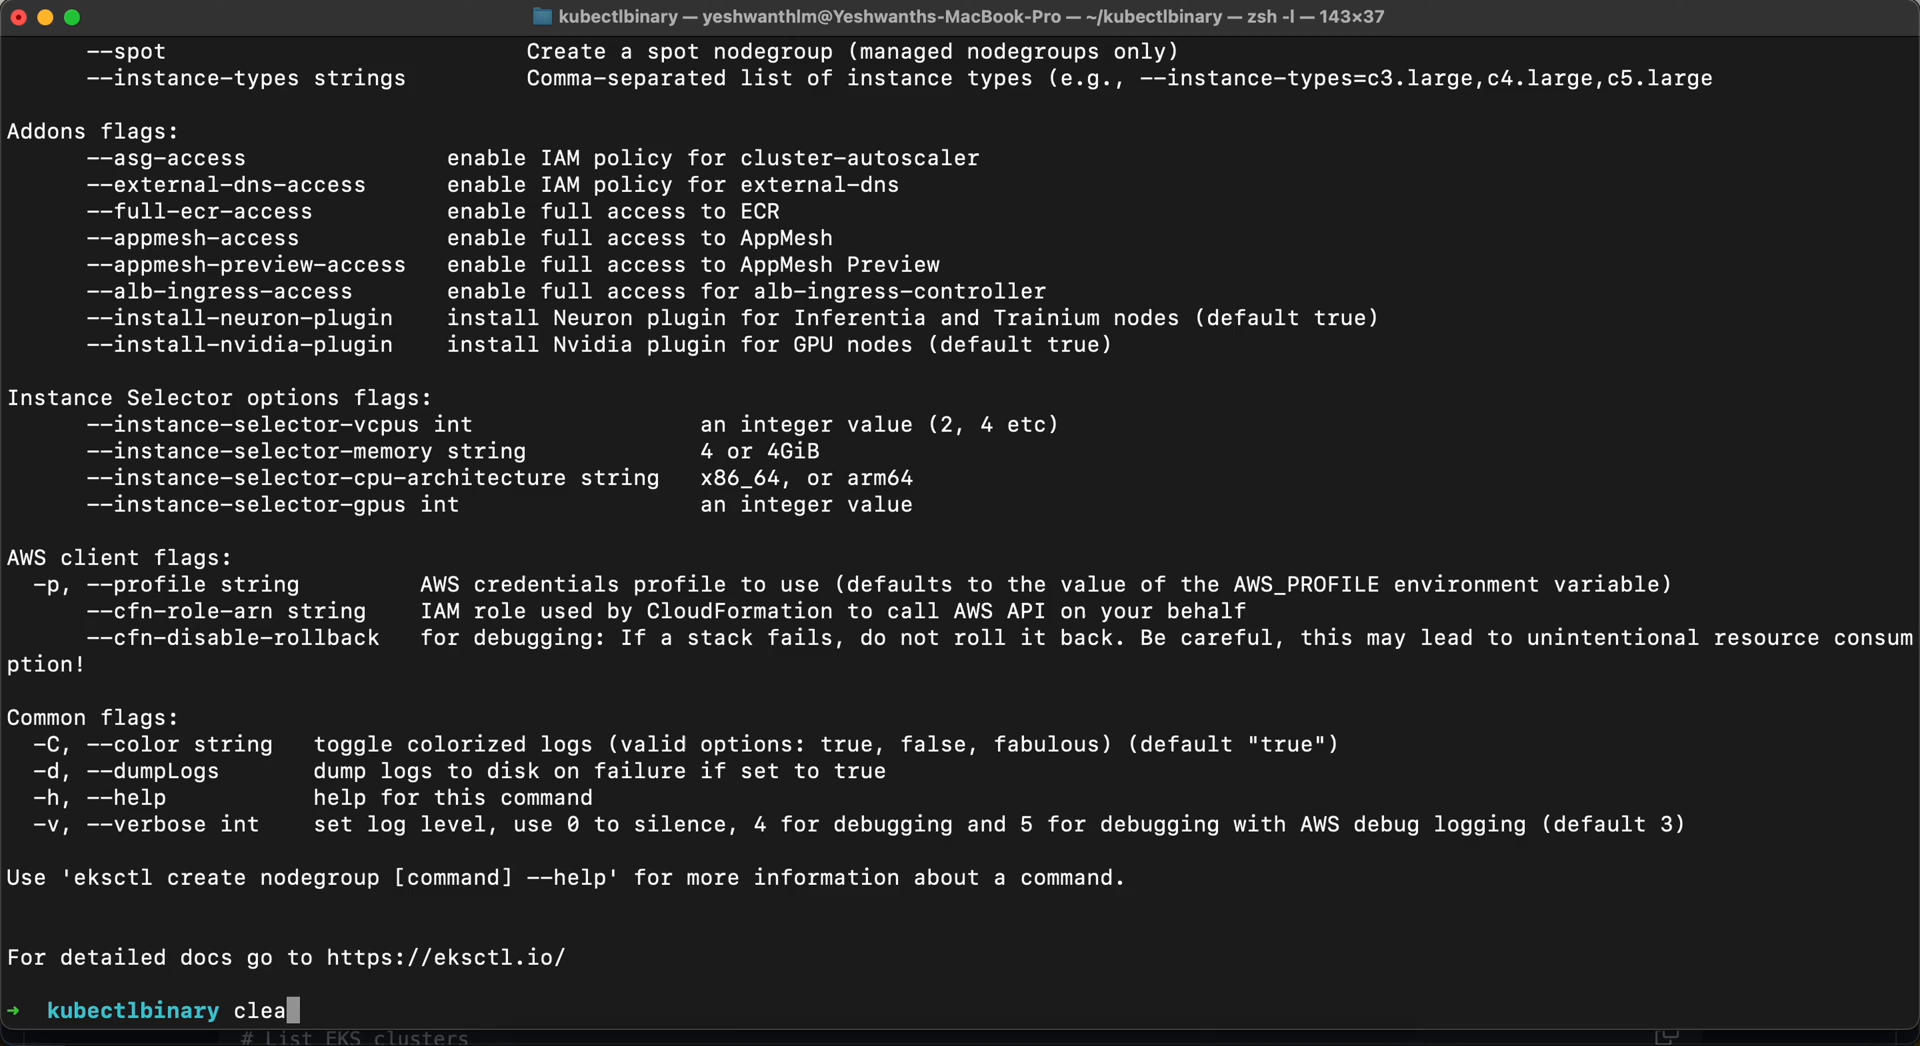 kubectlbinary — yeshwanthlm@Yeshwanths-MacBook-Pro — ~/kubectlbinary — zsh -l — 143×37
--spot Create a spot nodegroup (managed nodegroups only)
--instance-types strings Comma-separated list of instance types (e.g., --instance-types=c3.large,c4.large,c5.large
Addons flags:
--asg-access enable IAM policy for cluster-autoscaler
--external-dns-access enable IAM policy for external-dns
--full-ecr-access enable full access to ECR
--appmesh-access enable full access to AppMesh
--appmesh-preview-access enable full access to AppMesh Preview
--alb-ingress-access enable full access for alb-ingress-controller
--install-neuron-plugin install Neuron plugin for Inferentia and Trainium nodes (default true)
--install-nvidia-plugin install Nvidia plugin for GPU nodes (default true)
Instance Selector options flags:
--instance-selector-vcpus int an integer value (2, 4 etc)
--instance-selector-memory string 4 or 4GiB
--instance-selector-cpu-architecture string x86_64, or arm64
--instance-selector-gpus int an integer value
AWS client flags:
-p, --profile string AWS credentials profile to use (defaults to the value of the AWS_PROFILE environment variable)
--cfn-role-arn string IAM role used by CloudFormation to call AWS API on your behalf
--cfn-disable-rollback for debugging: If a stack fails, do not roll it back. Be careful, this may lead to unintentional resource consum
ption!
Common flags:
-C, --color string toggle colorized logs (valid options: true, false, fabulous) (default "true")
-d, --dumpLogs dump logs to disk on failure if set to true
-h, --help help for this command
-v, --verbose int set log level, use 0 to silence, 4 for debugging and 5 for debugging with AWS debug logging (default 3)
Use 'eksctl create nodegroup [command] --help' for more information about a command.
For detailed docs go to https://eksctl.io/
➜ kubectlbinary clea
# List EKS clusters